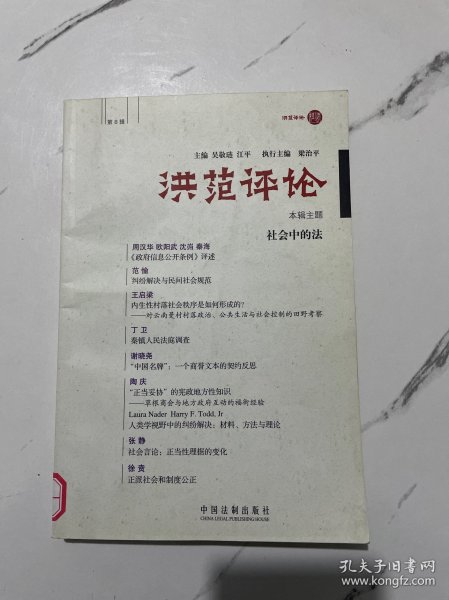 第8辑
洪范评论
主编 吴敬琏 江平 执行主编 梁治平
洪范评论
本辑主题
社会中的法
周汉华 欧阳武 沈岿 秦海
《政府信息公开条例》评述
范愉
纠纷解决与民间社会规范
王启梁
内生性村落社会秩序是如何形成的?
——对云南曼村村落政治、公共生活与社会控制的田野考察
丁卫
秦镇人民法庭调查
谢晓尧
“中国名牌”:一个商誉文本的契约反思
陶庆
“正当妥协”的宪政地方性知识
——草根商会与地方政府互动的福街经验
Laura Nader Harry F. Todd, Jr
人类学视野中的纠纷解决:材料、方法与理论
张静
社会言论:正当性理据的变化
徐贲
正派社会和制度公正
中国法制出版社
CHINA LEGAL PUBLISHING HOUSE
孔夫子旧书网
www.kongfz.com